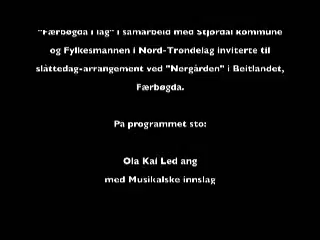 "Færbøgda i lag" i samarbeid med Stjørdal kommune
og Fylkesmannen i Nord-Trøndelag inviterte til
slåttedag-arrangement ved "Nergården" i Beitlandet,
Færbøgda.
På programmet sto:
Ola Kai Led ang
med Musikalske innslag